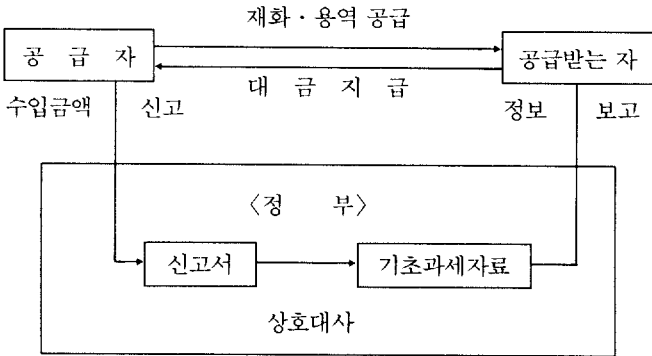 재화·용역 공급
공 급 자
공급받는 자
대 금 지 급
수입금액 신고
정보 보고
〈정 부〉
신고서
기초과세자료
상호대사